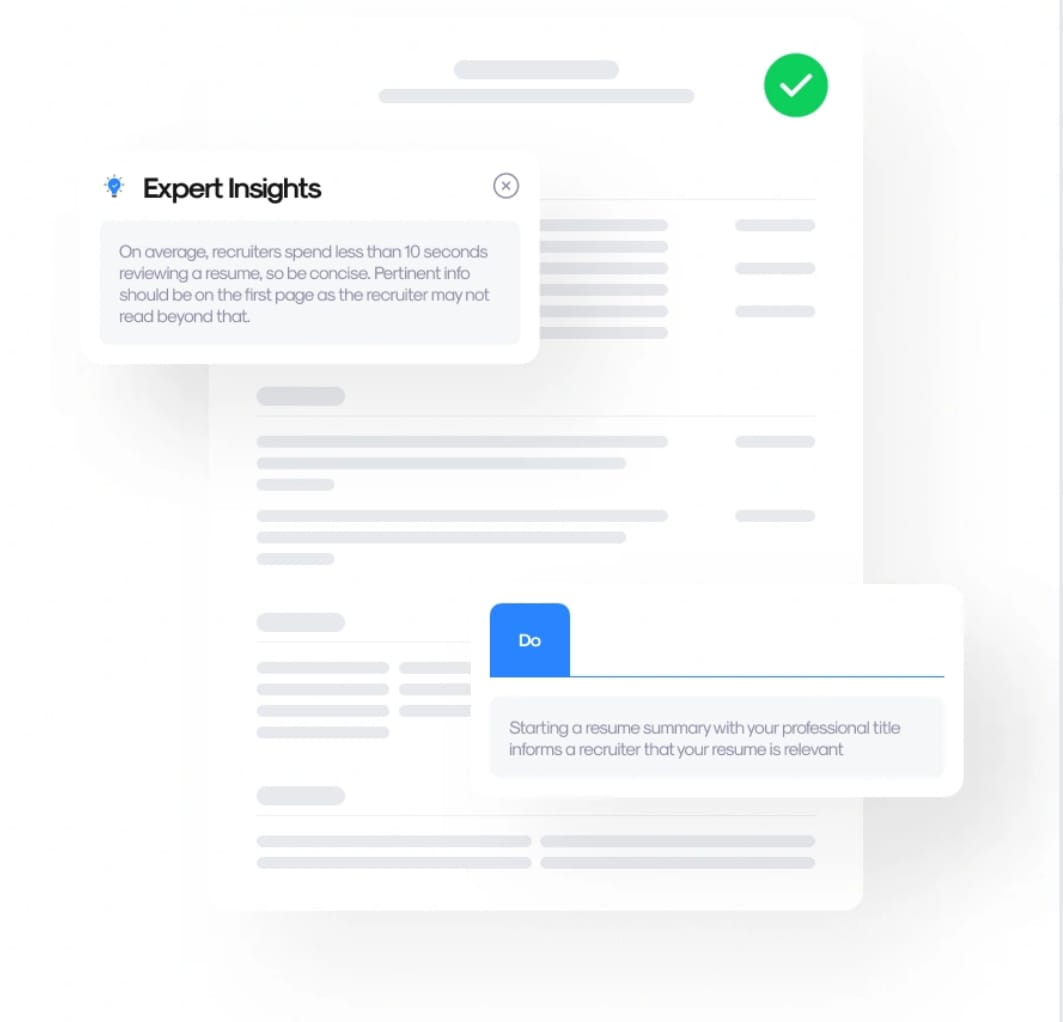 Expert Insights
On average, recruiters spend less than 10 seconds
reviewing a resume, so be concise. Pertinent info
should be on the first page as the recruiter may not
read beyond that.
Do
Starting a resume summary with your professional title
informs a recruiter that your resume is relevant